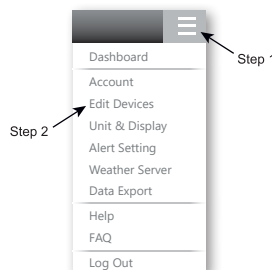 Step 1
Dashboard
Account
Edit Devices
Step 2
Unit & Display
Alert Setting
Weather Server
Data Export
Help
FAQ
Log Out